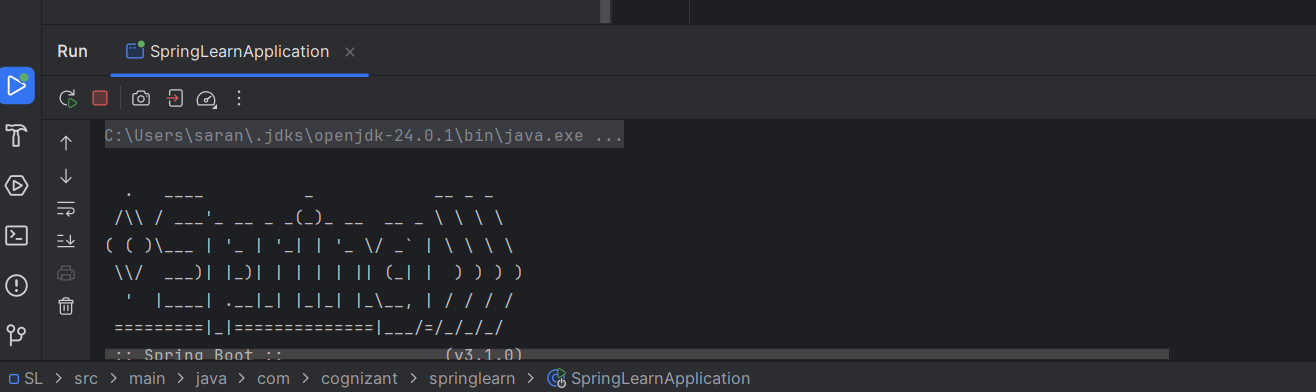 Run SpringLearnApplication
C:\Users\saran\.jdks\openjdk-24.0.1\bin\java.exe ...
  .   ____          _            __ _ _
 /\\ / ___'_ __ _ _(_)_ __  __ _ \ \ \ \
( ( )\___ | '_ | '_| | '_ \/ _` | \ \ \ \
 \\/  ___)| |_)| | | | | || (_| |  ) ) ) )
  '  |____| .__|_| |_|_| |_\__, | / / / /
 =========|_|==============|___/=/_/_/_/
 :: Spring Boot ::                (v3.1.0)
SL > src > main > java > com > cognizant > springlearn > SpringLearnApplication